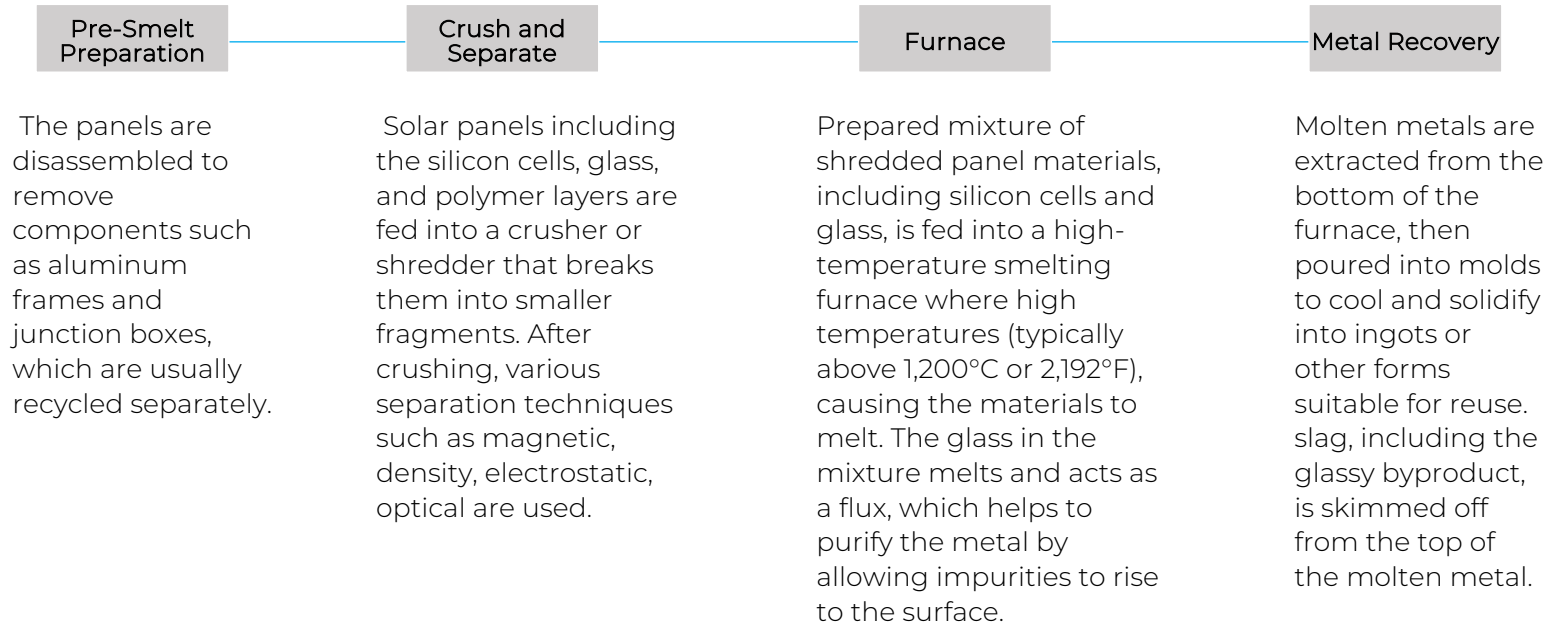 Pre-Smelt
Preparation
The panels are
disassembled to
remove
components such
as aluminum
frames and
junction boxes,
which are usually
recycled separately.
Crush and
Separate
Solar panels including
the silicon cells, glass,
and polymer layers are
fed into a crusher or
shredder that breaks
them into smaller
fragments. After
crushing, various
separation techniques
such as magnetic,
density, electrostatic,
optical are used.
Furnace
Prepared mixture of
shredded panel materials,
including silicon cells and
glass, is fed into a high-
temperature smelting
furnace where high
temperatures (typically
above 1,200°C or 2,192°F),
causing the materials to
melt. The glass in the
mixture melts and acts as
a flux, which helps to
purify the metal by
allowing impurities to rise
to the surface.
Metal Recovery
Molten metals are
extracted from the
bottom of the
furnace, then
poured into molds
to cool and solidify
into ingots or
other forms
suitable for reuse.
slag, including the
glassy byproduct,
is skimmed off
from the top of
the molten metal.